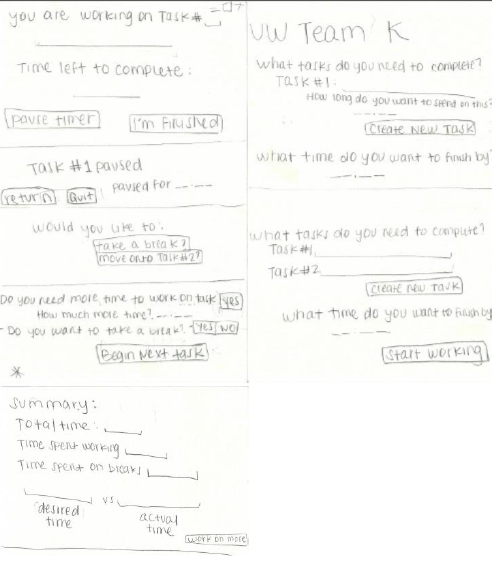 you are working on Task #
Time left to complete:
pause timer
I'm Finished
Task #1 paused
return
Quit
paused for
would you like to:
take a break?
move onto Task #2?
Do you need more time to work on task
yes
How much more time?
- Do you want to take a break?
yes
NO
Begin Next task
*
summary:
Total time:
Time spent working
Time spent on breaks
vs
desired time
actual time
work on more
UW Team K
what tasks do you need to complete?
Task #1:
How long do you want to spend on this?
Create New Task
what time do you want to finish by?
what tasks do you need to complete?
Task #1
Task #2
Create new task
what time do you want to finish by
Start working